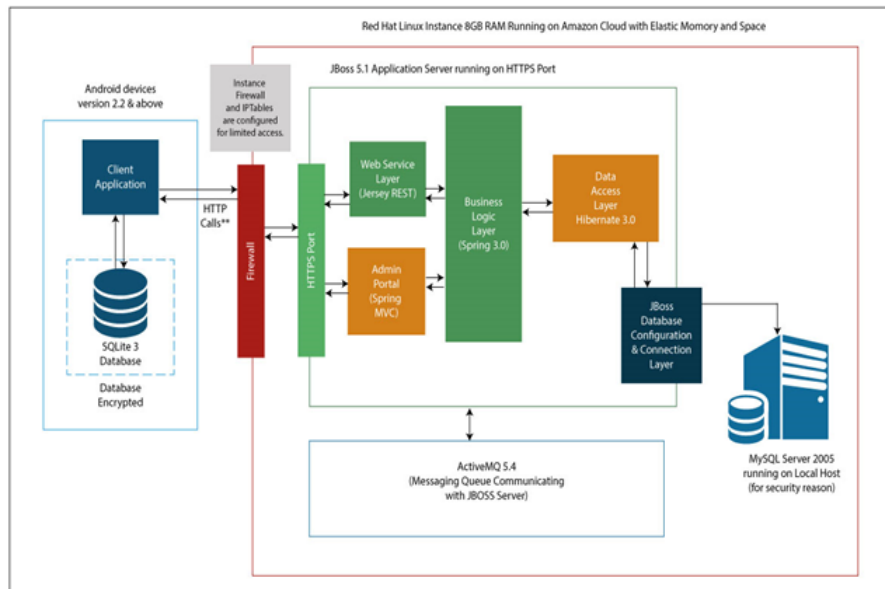 Red Hat Linux Instance 8GB RAM Running on Amazon Cloud with Elastic Momory and Space
JBoss 5.1 Application Server running on HTTPS Port
Instance
Firewall
and IPTables
are configured
for limited access.
Android devices
version 2.2 & above
Client
Application
HTTP
Calls**
SQLite 3
Database
Database
Encrypted
Firewall
HTTPS Port
Web Service
Layer
(Jersey REST)
Admin
Portal
(Spring
MVC)
Business
Logic
Layer
(Spring 3.0)
Data
Access
Layer
Hibernate 3.0
JBoss
Database
Configuration
& Connection
Layer
MySQL Server 2005
running on Local Host
(for security reason)
ActiveMQ 5.4
(Messaging Queue Communicating
with JBOSS Server)